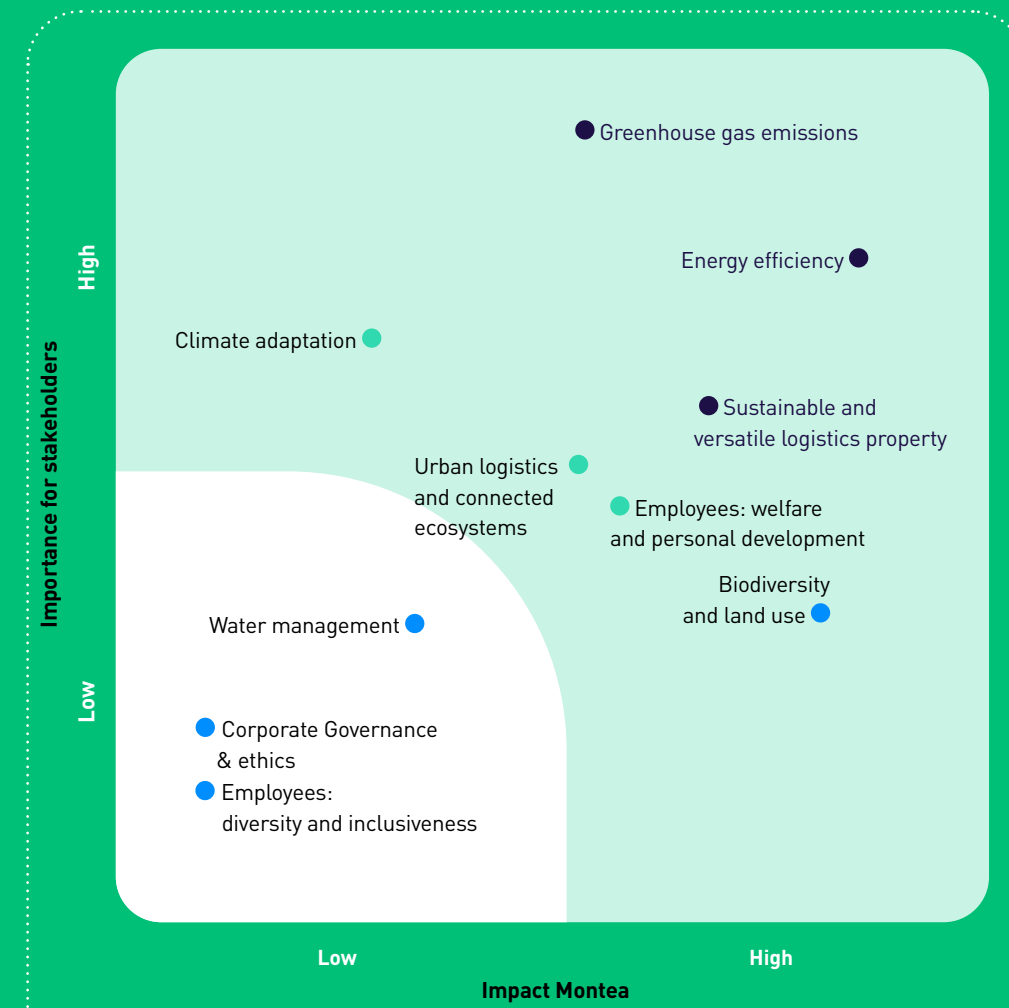 Greenhouse gas emissions
High
Energy efficiency
Climate adaptation
Importance for stakeholders
Sustainable and
versatile logistics property
Urban logistics
and connected
ecosystems
Employees: welfare
and personal development
Biodiversity
and land use
Water management
Low
Corporate Governance
& ethics
Employees:
diversity and inclusiveness
Low
High
Impact Montea